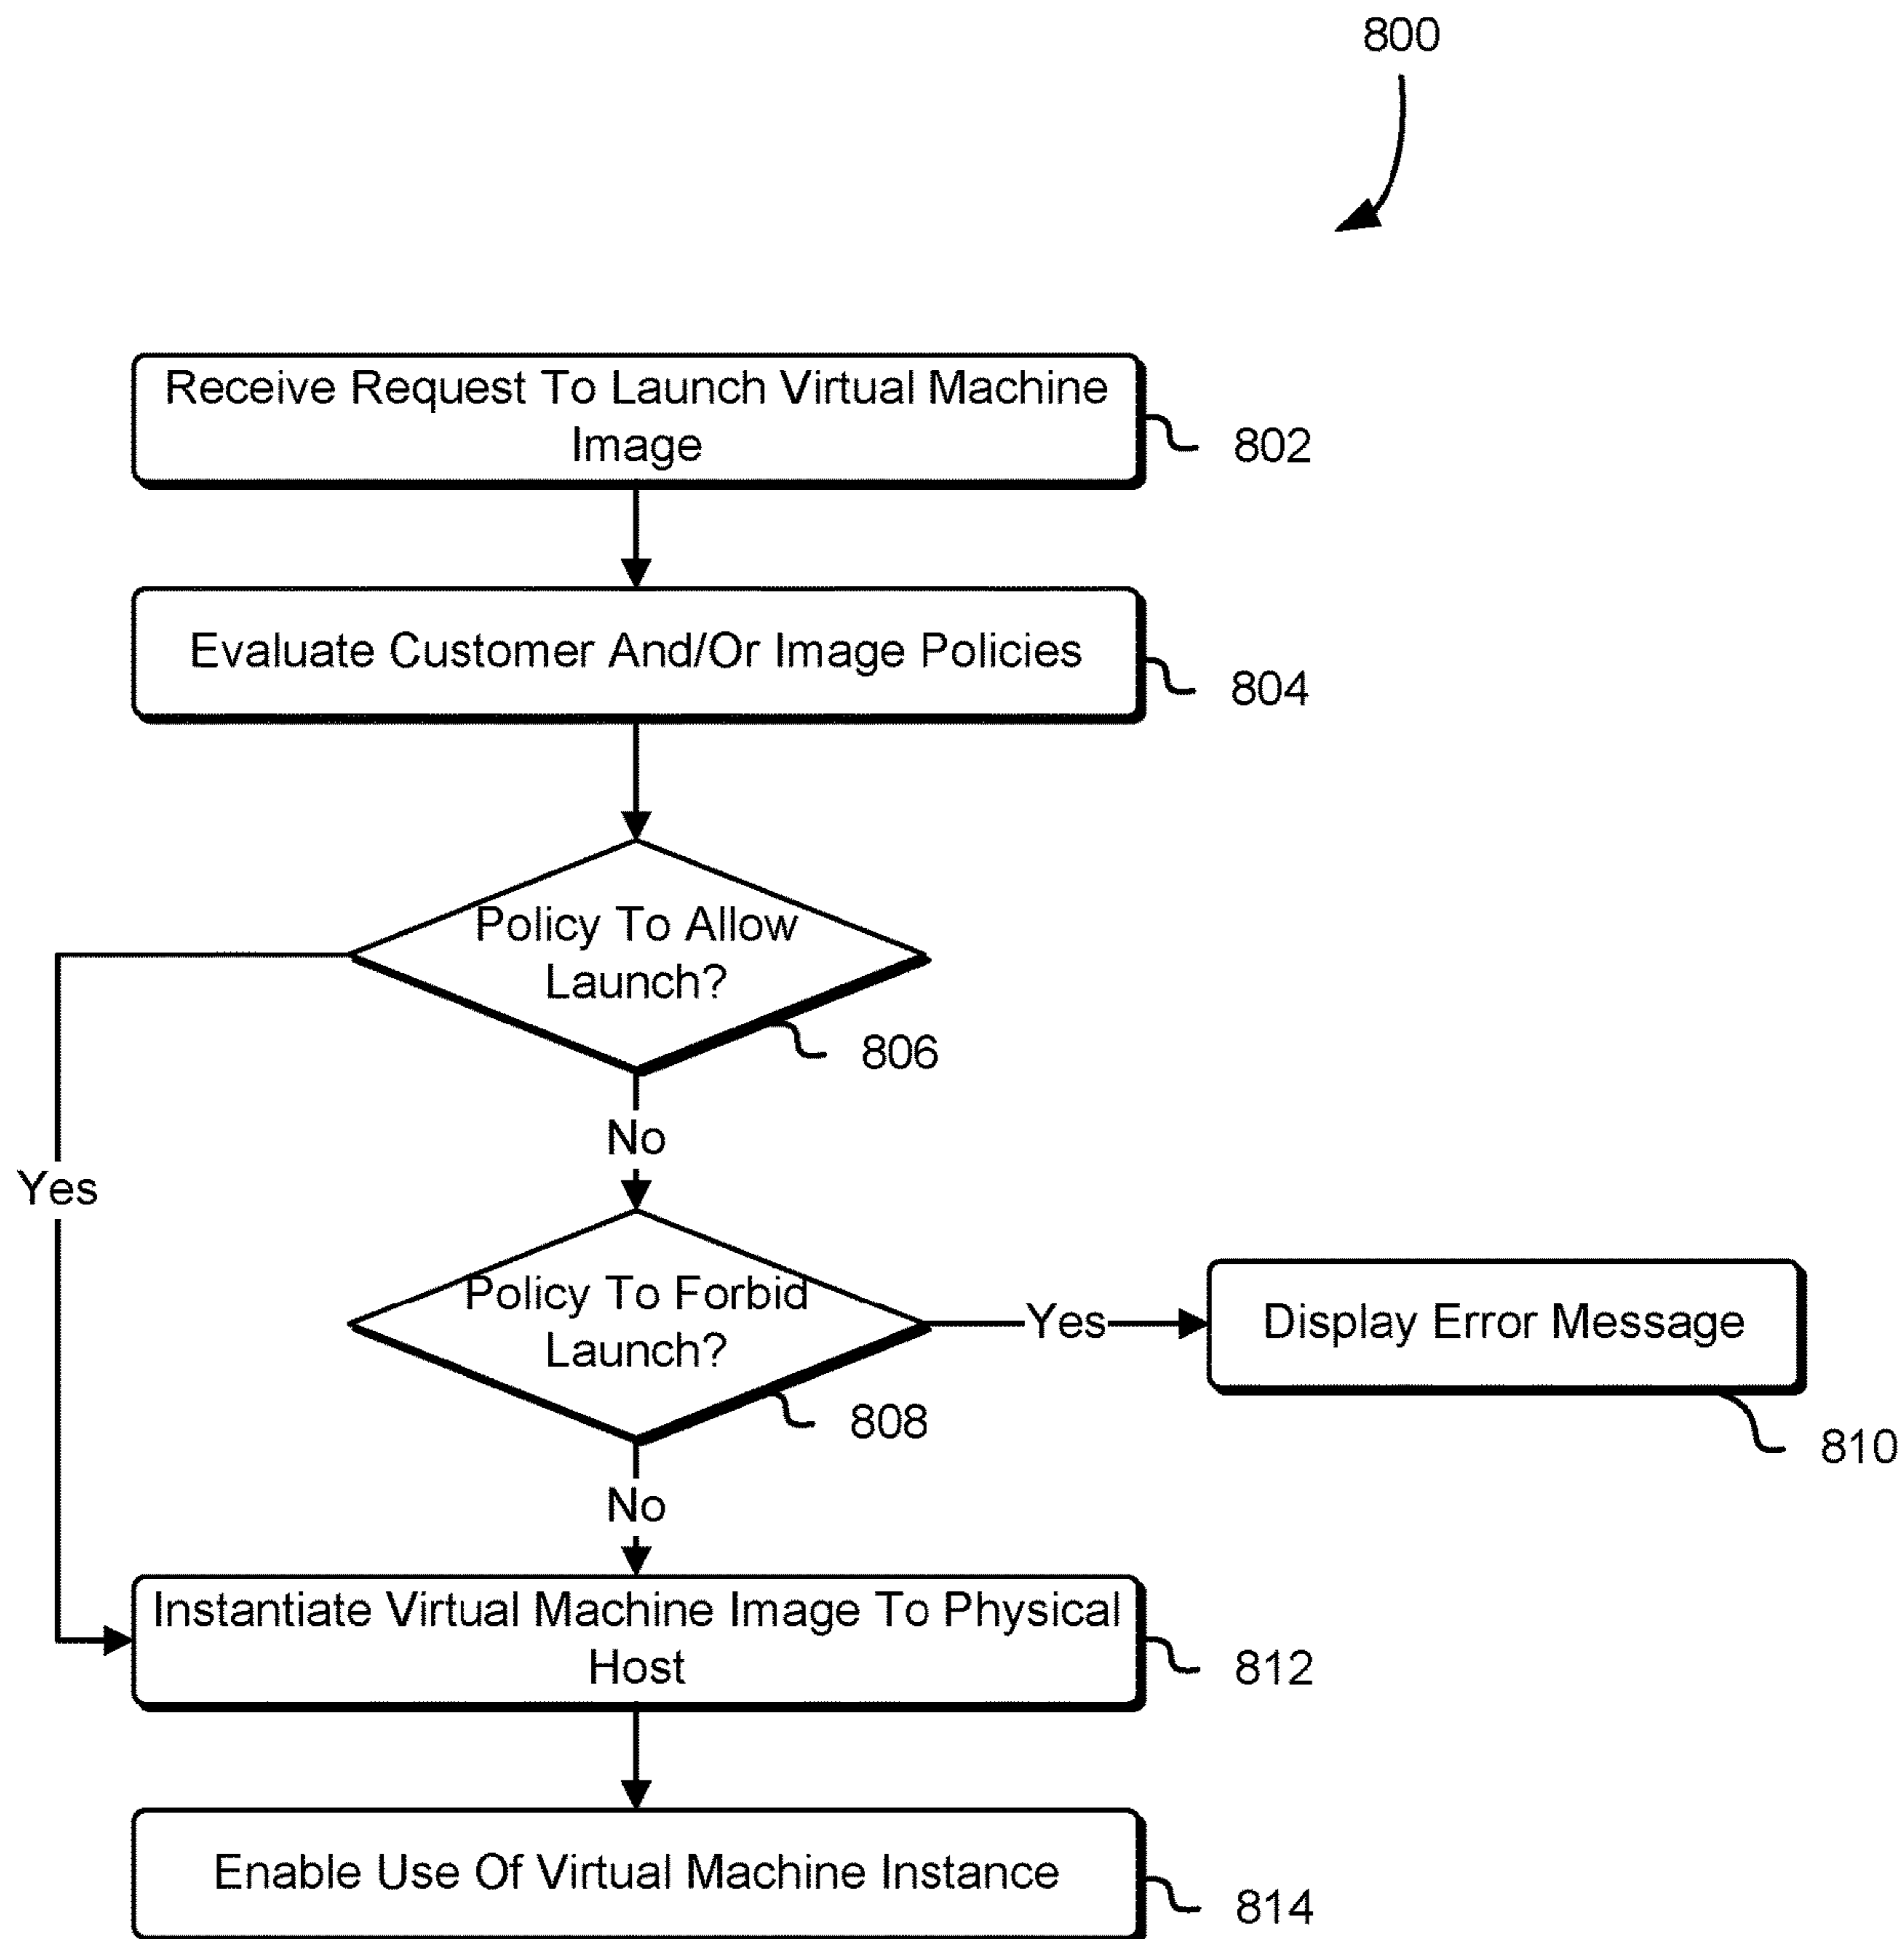 800
Receive Request To Launch Virtual Machine
Image
802
Evaluate Customer And/Or Image Policies
804
Policy To Allow
Launch?
806
No
Yes
Policy To Forbid
Launch?
808
Yes
Display Error Message
810
No
Instantiate Virtual Machine Image To Physical
Host
812
Enable Use Of Virtual Machine Instance
814